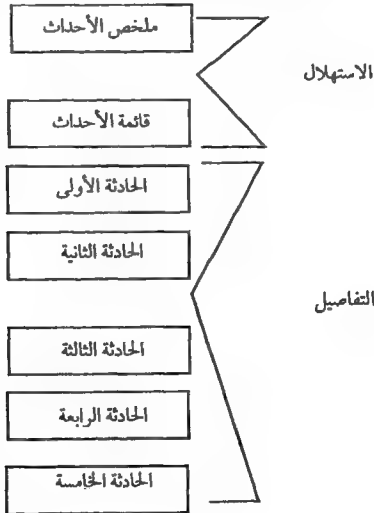 ملخص الأحداث
الاستهلال
قائمة الأحداث
الحادثة الأولى
الحادثة الثانية
التفاصيل
الحادثة الثالثة
الحادثة الرابعة
الحادثة الخامسة